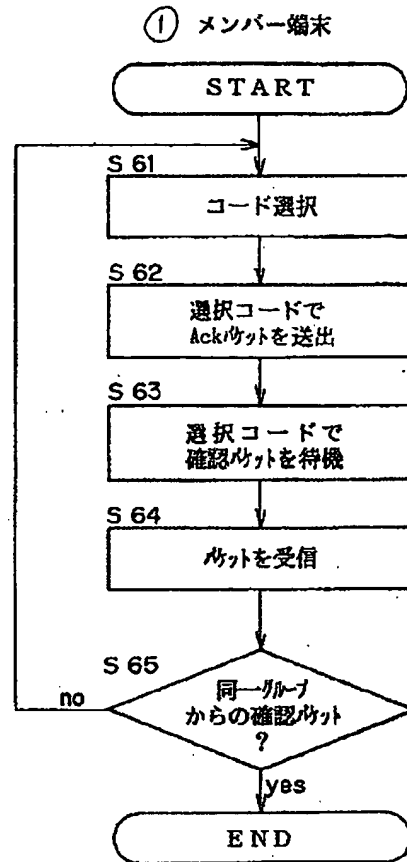 ① メンバー端末
START
S 61
コード選択
S 62
選択コードで
Ackパケットを送出
S 63
選択コードで
確認パケットを待機
S 64
パケットを受信
S 65
同一グループ
からの確認パケット
?
no
yes
END